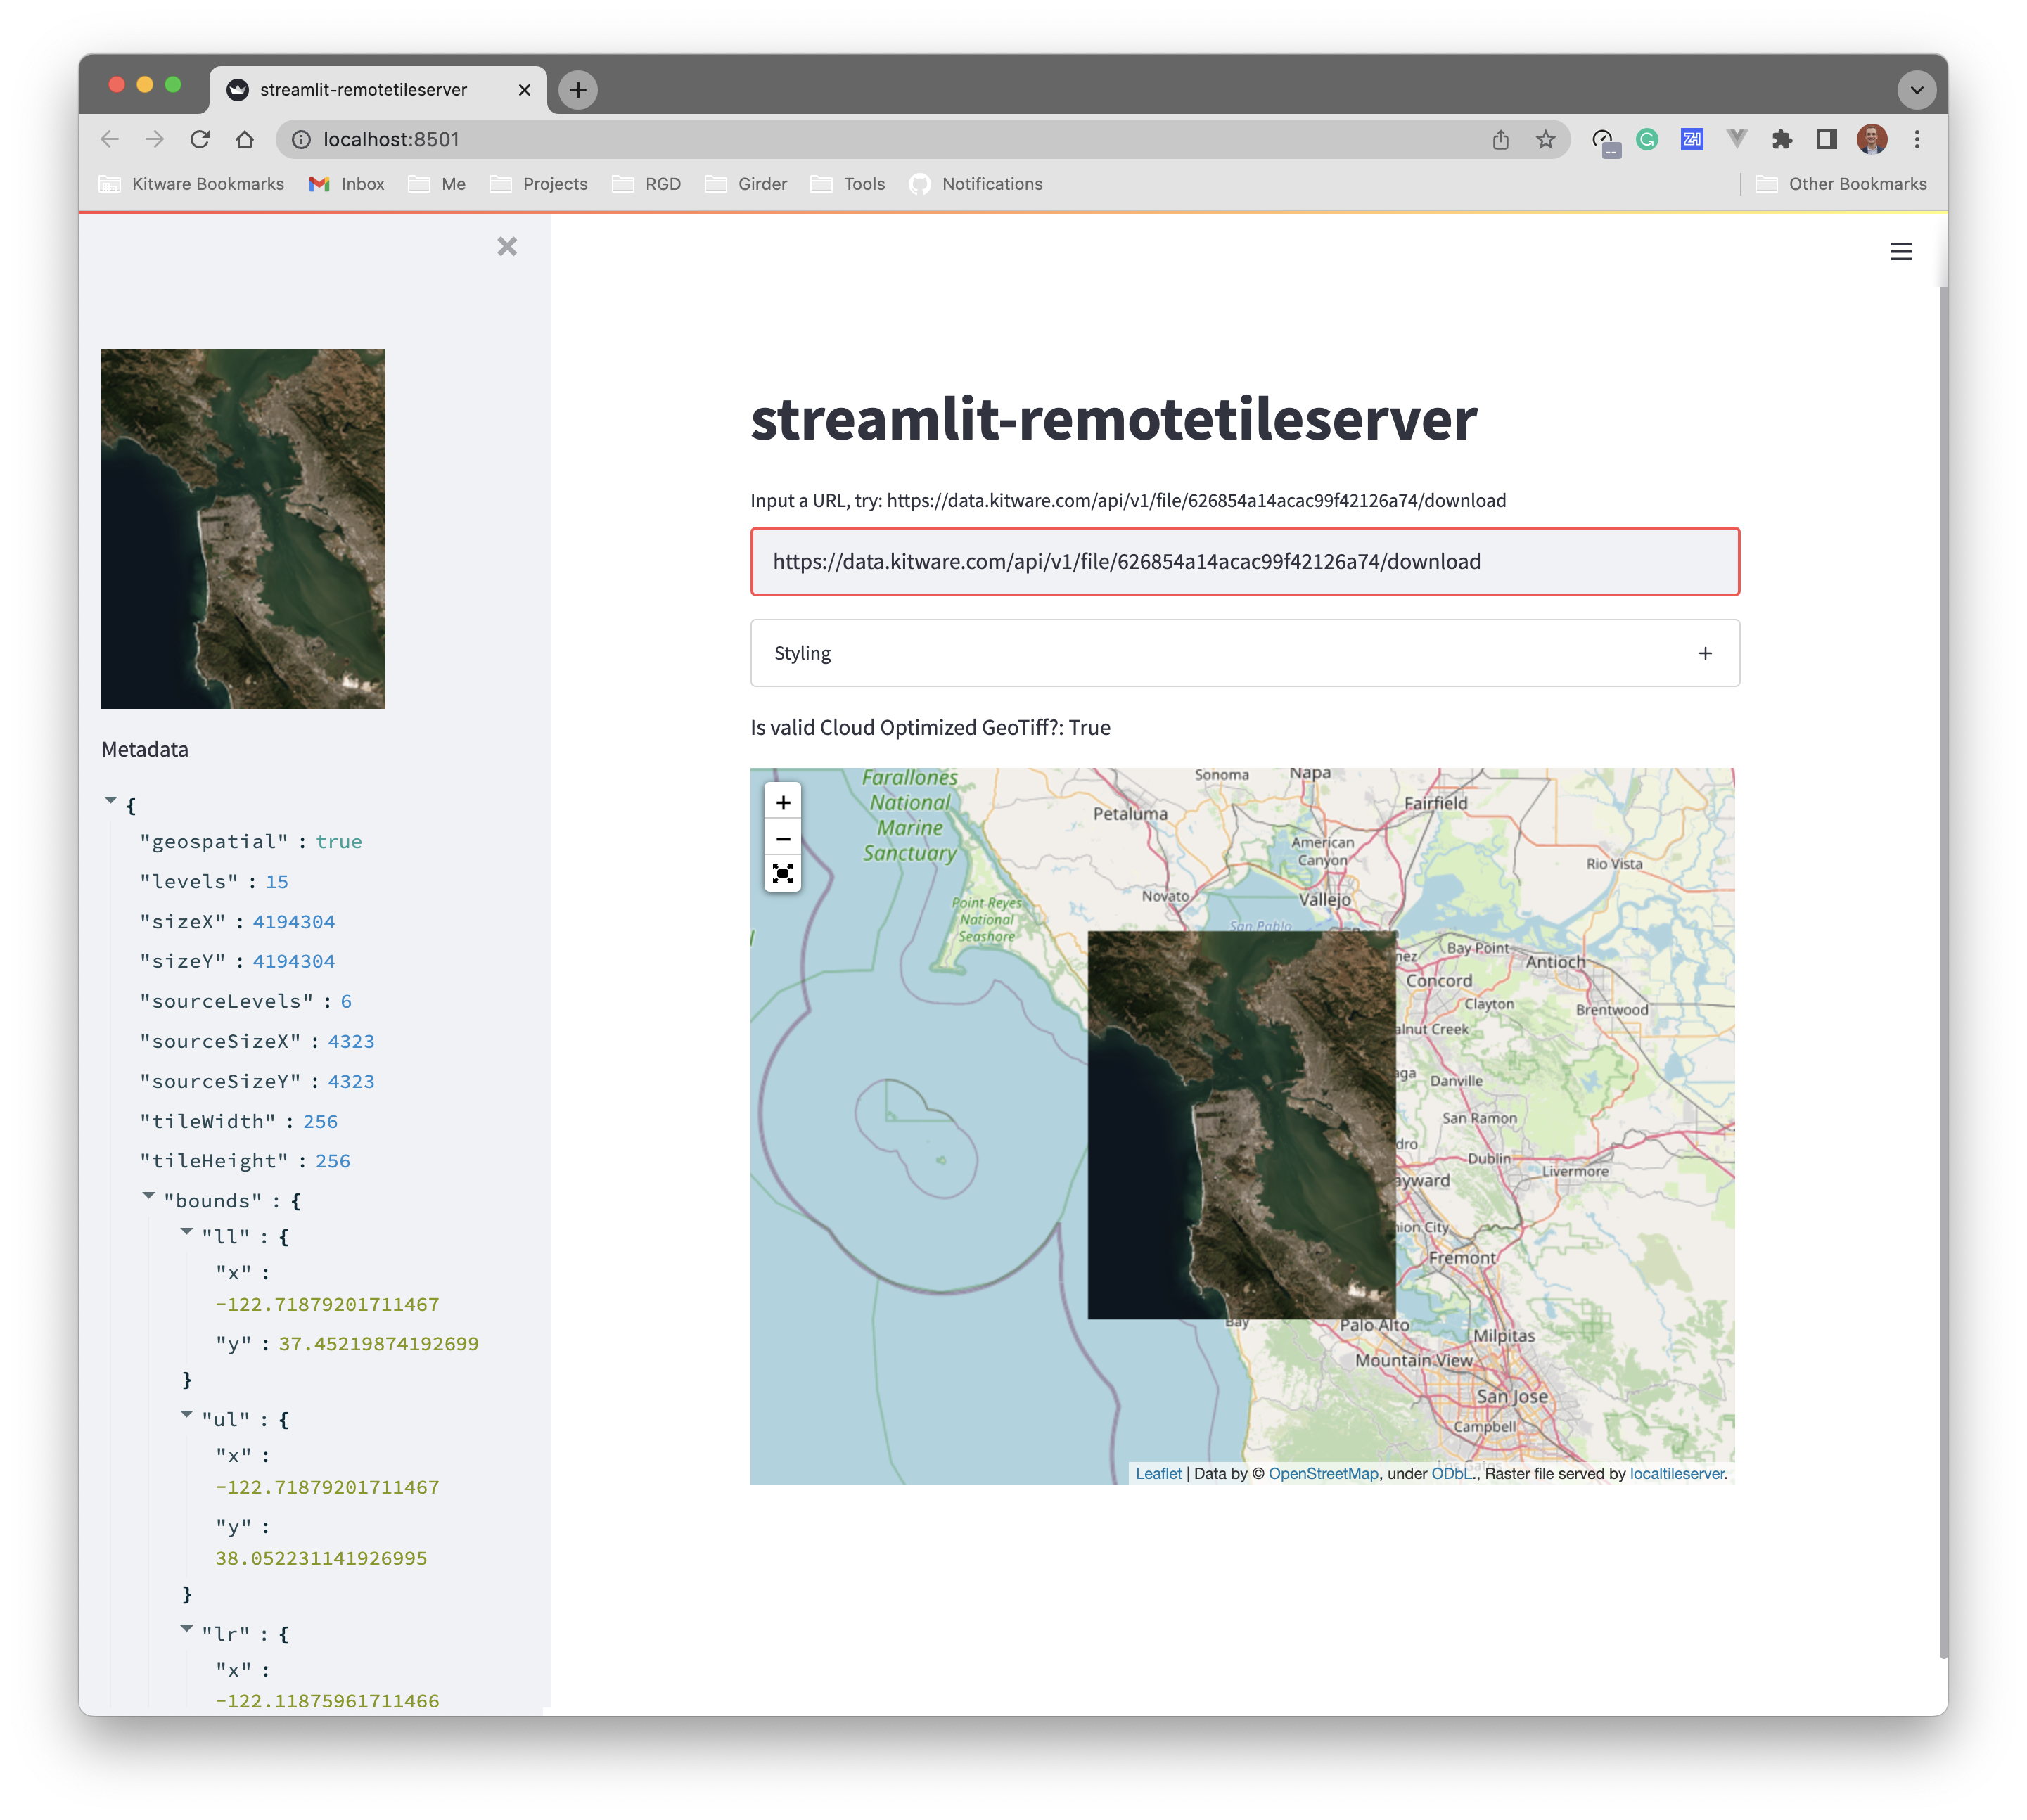 streamlit-remotetileserver
localhost:8501
Kitware Bookmarks Inbox Me Projects RGD Girder Tools Notifications Other Bookmarks
Metadata
{
"geospatial" : true
"levels" : 15
"sizeX" : 4194304
"sizeY" : 4194304
"sourceLevels" : 6
"sourceSizeX" : 4323
"sourceSizeY" : 4323
"tileWidth" : 256
"tileHeight" : 256
"bounds" : {
"ll" : {
"x" :
-122.71879201711467
"y" : 37.45219874192699
}
"ul" : {
"x" :
-122.71879201711467
"y" :
38.052231141926995
}
"lr" : {
"x" :
-122.11875961711466
streamlit-remotetileserver
Input a URL, try: https://data.kitware.com/api/v1/file/626854a14acac99f42126a74/download
https://data.kitware.com/api/v1/file/626854a14acac99f42126a74/download
Styling +
Is valid Cloud Optimized GeoTiff?: True
+
−
Farallones
National
Marine
Sanctuary
Sonoma
Napa
Petaluma
Fairfield
American
Canyon
Rio Vista
Novato
Vallejo
Point Reyes
National
Seashore
San Pablo
Bay Point
Antioch
Concord
Clayton
Brentwood
alnut Creek
Danville
San Ramon
Dublin
Livermore
ayward
ion City
Fremont
Bay
Palo Alto
Milpitas
Mountain View
San Jose
Campbell
Los Gatos
Leaflet | Data by © OpenStreetMap, under ODbL., Raster file served by localtileserver.